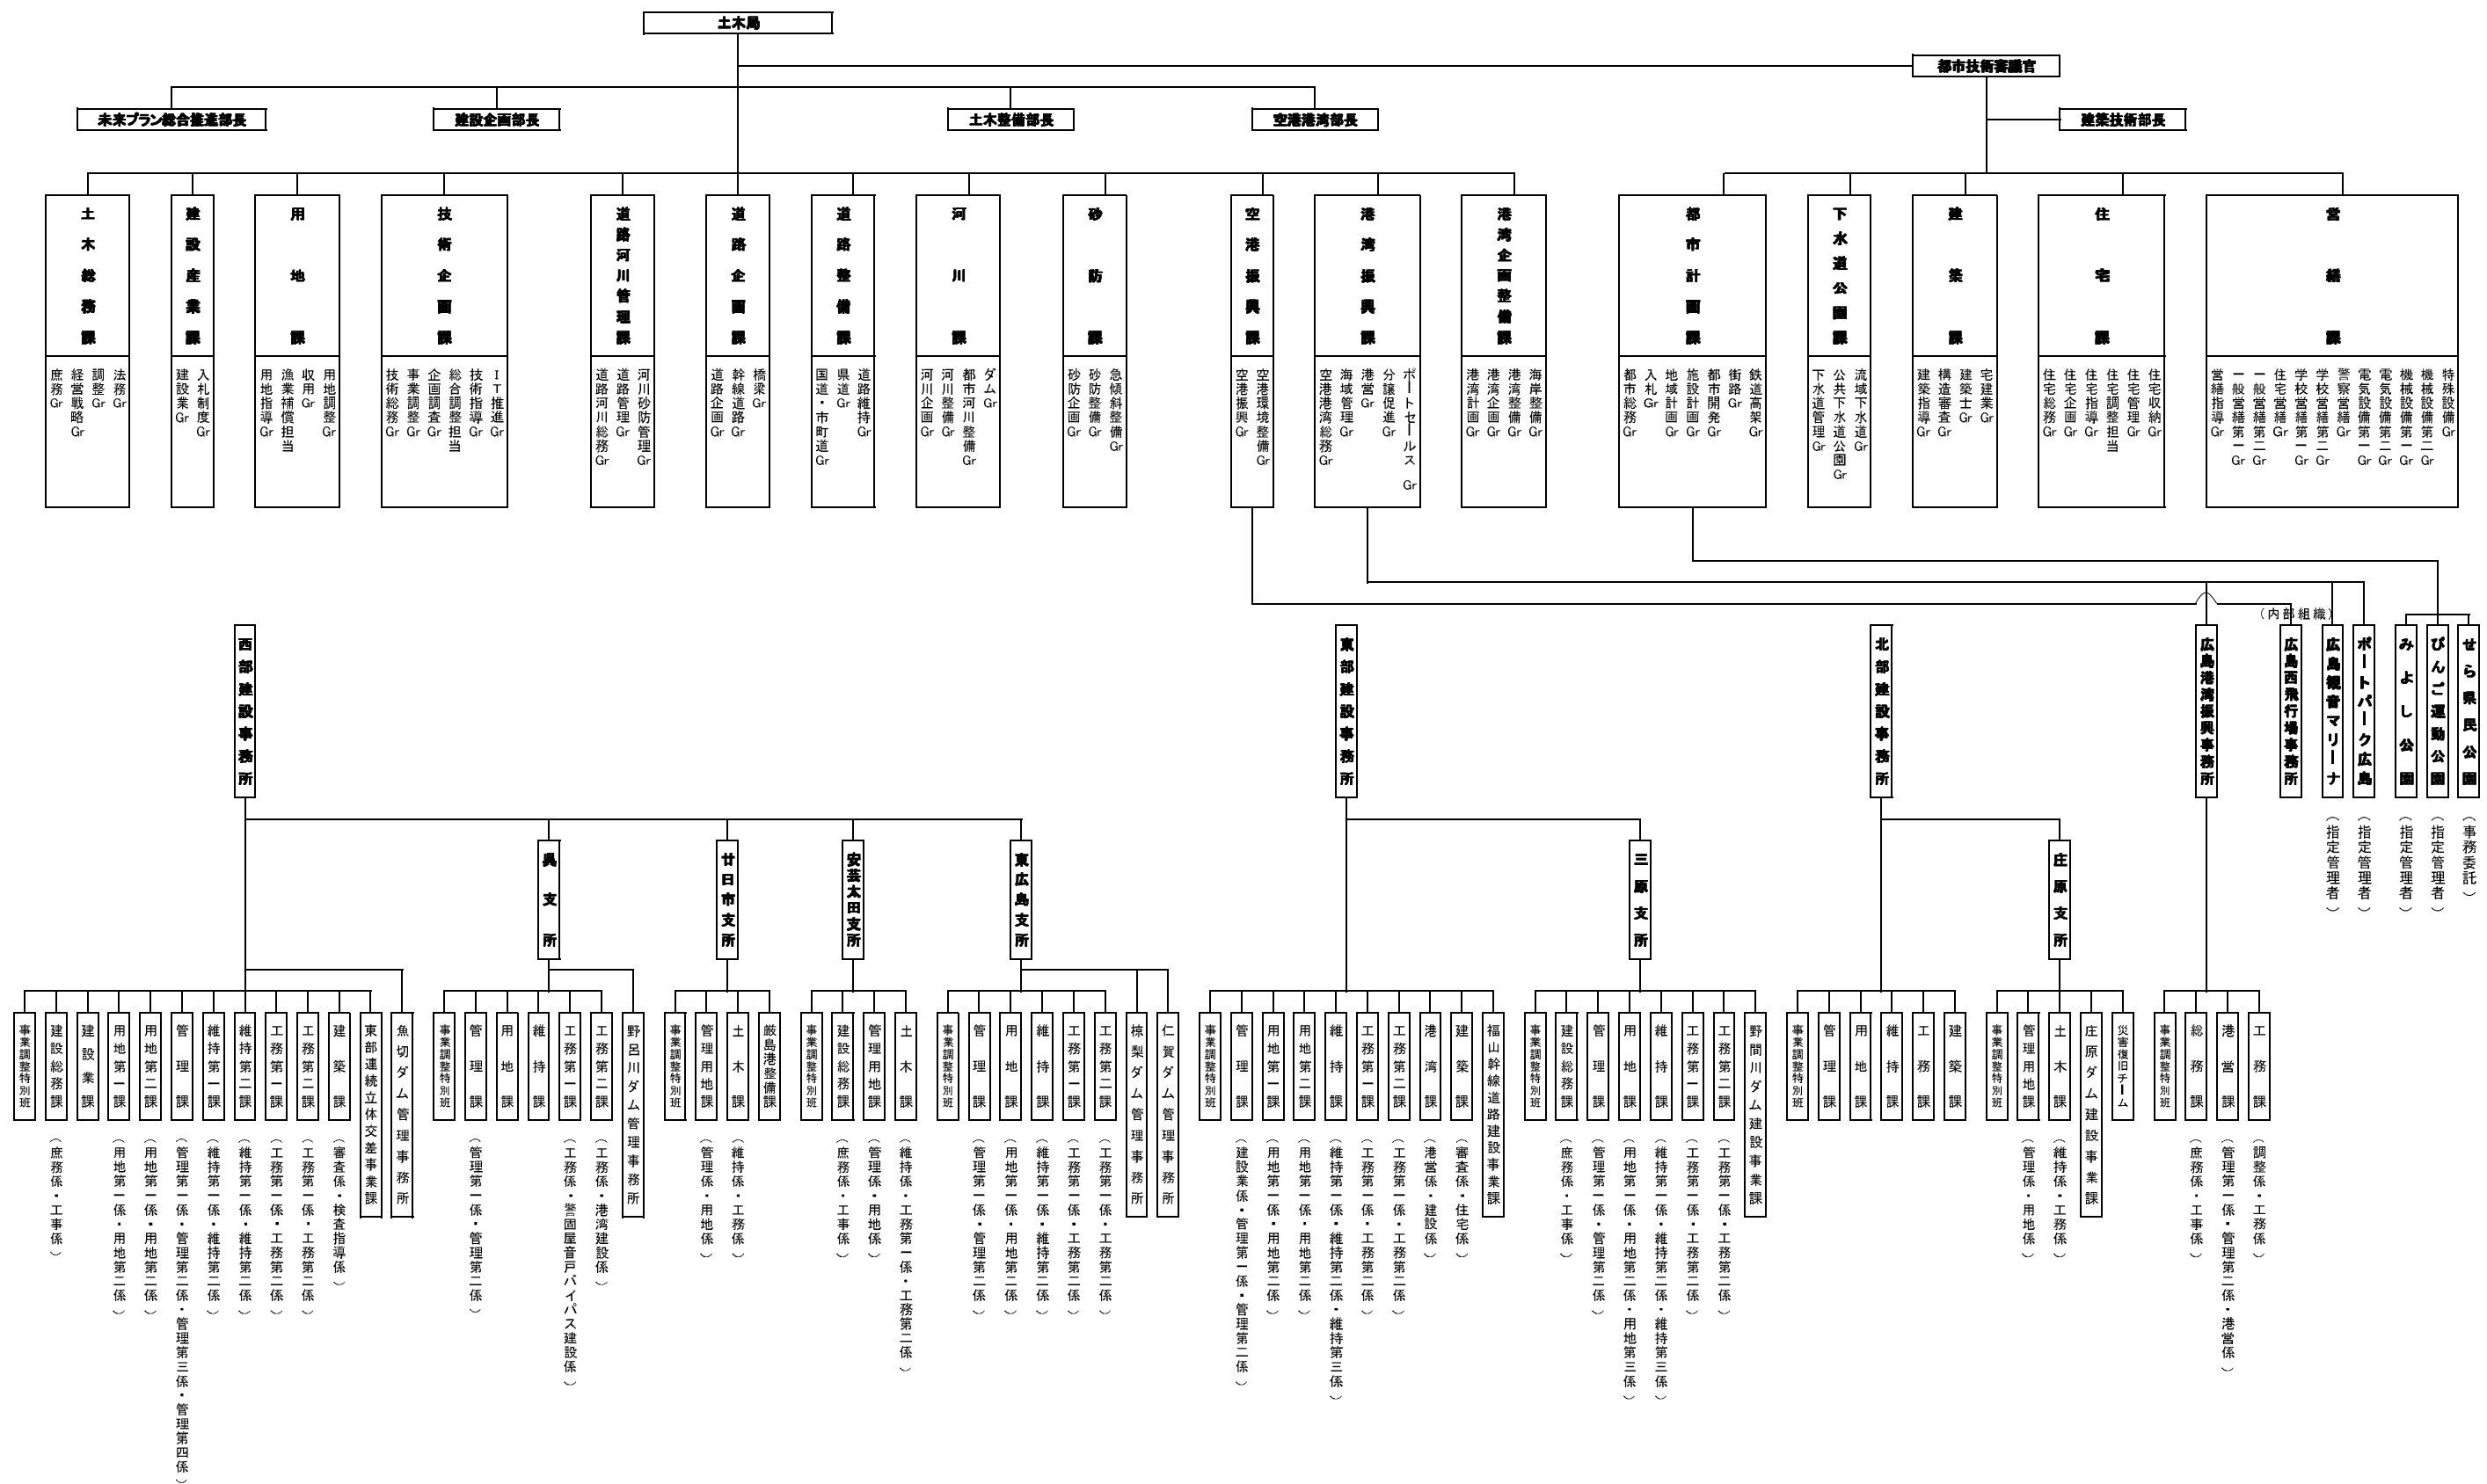 土木局
都市技術審議官
未来プラン総合推進部長
建設企画部長
土木整備部長
空港港湾部長
建築技術部長
土木総務課
庶務Gr
経営戦略Gr
調整Gr
法務Gr
建設産業課
建設業Gr
入札制度Gr
用地課
用地指導Gr
漁業補償担当
収用Gr
用地調整Gr
技術企画課
技術総務Gr
事業調整Gr
企画調査Gr
総合調整担当
技術指導Gr
IT推進Gr
道路河川管理課
道路河川総務Gr
道路管理Gr
河川砂防管理Gr
道路企画課
道路企画Gr
幹線道路Gr
橋梁Gr
道路整備課
国道・市町道Gr
県道Gr
道路維持Gr
河川課
河川企画Gr
河川整備Gr
都市河川整備Gr
ダムGr
砂防課
砂防企画Gr
砂防整備Gr
急傾斜整備Gr
空港振興課
空港振興Gr
空港環境整備Gr
港湾振興課
空港港湾総務Gr
海域管理Gr
港営Gr
分譲促進Gr
ポートセールス Gr
港湾企画整備課
港湾計画Gr
港湾企画Gr
港湾整備Gr
海岸整備Gr
都市計画課
都市総務Gr
入札Gr
地域計画Gr
施設計画Gr
都市開発Gr
街路Gr
鉄道高架Gr
下水道公園課
下水道管理Gr
公共下水道公園Gr
流域下水道Gr
建築課
建築指導Gr
構造審査Gr
建築士Gr
宅建業Gr
住宅課
住宅総務Gr
住宅企画Gr
住宅指導Gr
住宅調整担当
住宅管理Gr
住宅収納Gr
営繕課
営繕指導Gr
一般営繕第一Gr
一般営繕第二Gr
住宅営繕Gr
学校営繕第一Gr
学校営繕第二Gr
警察営繕Gr
電気設備第一Gr
電気設備第二Gr
機械設備第一Gr
機械設備第二Gr
特殊設備Gr
（内部組織）
西部建設事務所
東部建設事務所
北部建設事務所
広島港湾振興事務所
広島西飛行場事務所
広島観音マリーナ
（指定管理者）
ポートパーク広島
（指定管理者）
みよし公園
（指定管理者）
びんご運動公園
（指定管理者）
せら県民公園
（事務委託）
呉支所
廿日市支所
安芸太田支所
東広島支所
三原支所
庄原支所
事業調整特別班
建設総務課
（庶務係・工事係）
建設業課
用地第一課
（用地第一係・用地第二係）
用地第二課
（用地第一係・用地第二係）
管理課
（管理第一係・管理第二係・管理第三係・管理第四係）
維持第一課
（維持第一係・維持第二係）
維持第二課
（維持第一係・維持第二係）
工務第一課
（工務第一係・工務第二係）
工務第二課
（工務第一係・工務第二係）
建築課
（審査係・検査指導係）
東部連続立体交差事業課
魚切ダム管理事務所
事業調整特別班
管理課
（管理第一係・管理第二係）
用地課
維持課
工務第一課
（工務係・警固屋音戸バイパス建設係）
工務第二課
（工務係・港湾建設係）
野呂川ダム管理事務所
事業調整特別班
管理用地課
（管理係・用地係）
土木課
（維持係・工務係）
厳島港整備課
事業調整特別班
建設総務課
（庶務係・工事係）
管理用地課
（管理係・用地係）
土木課
（維持係・工務第一係・工務第二係）
事業調整特別班
管理課
（管理第一係・管理第二係）
用地課
（用地第一係・用地第二係）
維持課
（維持第一係・維持第二係）
工務第一課
（工務第一係・工務第二係）
工務第二課
（工務第一係・工務第二係）
椋梨ダム管理事務所
仁賀ダム管理事務所
事業調整特別班
管理課
（建設業係・管理第一係・管理第二係）
用地第一課
（用地第一係・用地第二係）
用地第二課
（用地第一係・用地第二係）
維持課
（維持第一係・維持第二係・維持第三係）
工務第一課
（工務第一係・工務第二係）
工務第二課
（工務第一係・工務第二係）
港湾課
（港営係・建設係）
建築課
（審査係・住宅係）
福山幹線道路建設事業課
事業調整特別班
建設総務課
（庶務係・工事係）
管理課
（管理第一係・管理第二係）
用地課
（用地第一係・用地第二係・用地第三係）
維持課
（維持第一係・維持第二係・維持第三係）
工務第一課
（工務第一係・工務第二係）
工務第二課
（工務第一係・工務第二係）
野間川ダム建設事業課
事業調整特別班
管理課
用地課
維持課
工務課
建築課
事業調整特別班
管理用地課
（管理係・用地係）
土木課
（維持係・工務係）
庄原ダム建設事業課
災害復旧チーム
事業調整特別班
総務課
（庶務係・工事係）
港営課
（管理第一係・管理第二係・港営係）
工務課
（調整係・工務係）